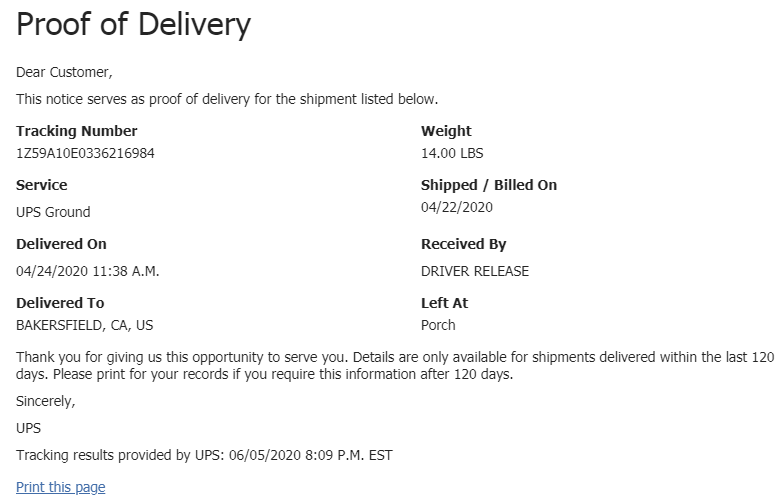 Proof of Delivery
Dear Customer,
This notice serves as proof of delivery for the shipment listed below.
Tracking Number
1Z59A10E0336216984
Weight
14.00 LBS
Service
UPS Ground
Shipped / Billed On
04/22/2020
Delivered On
04/24/2020 11:38 A.M.
Received By
DRIVER RELEASE
Delivered To
BAKERSFIELD, CA, US
Left At
Porch
Thank you for giving us this opportunity to serve you. Details are only available for shipments delivered within the last 120
days. Please print for your records if you require this information after 120 days.
Sincerely,
UPS
Tracking results provided by UPS: 06/05/2020 8:09 P.M. EST
Print this page